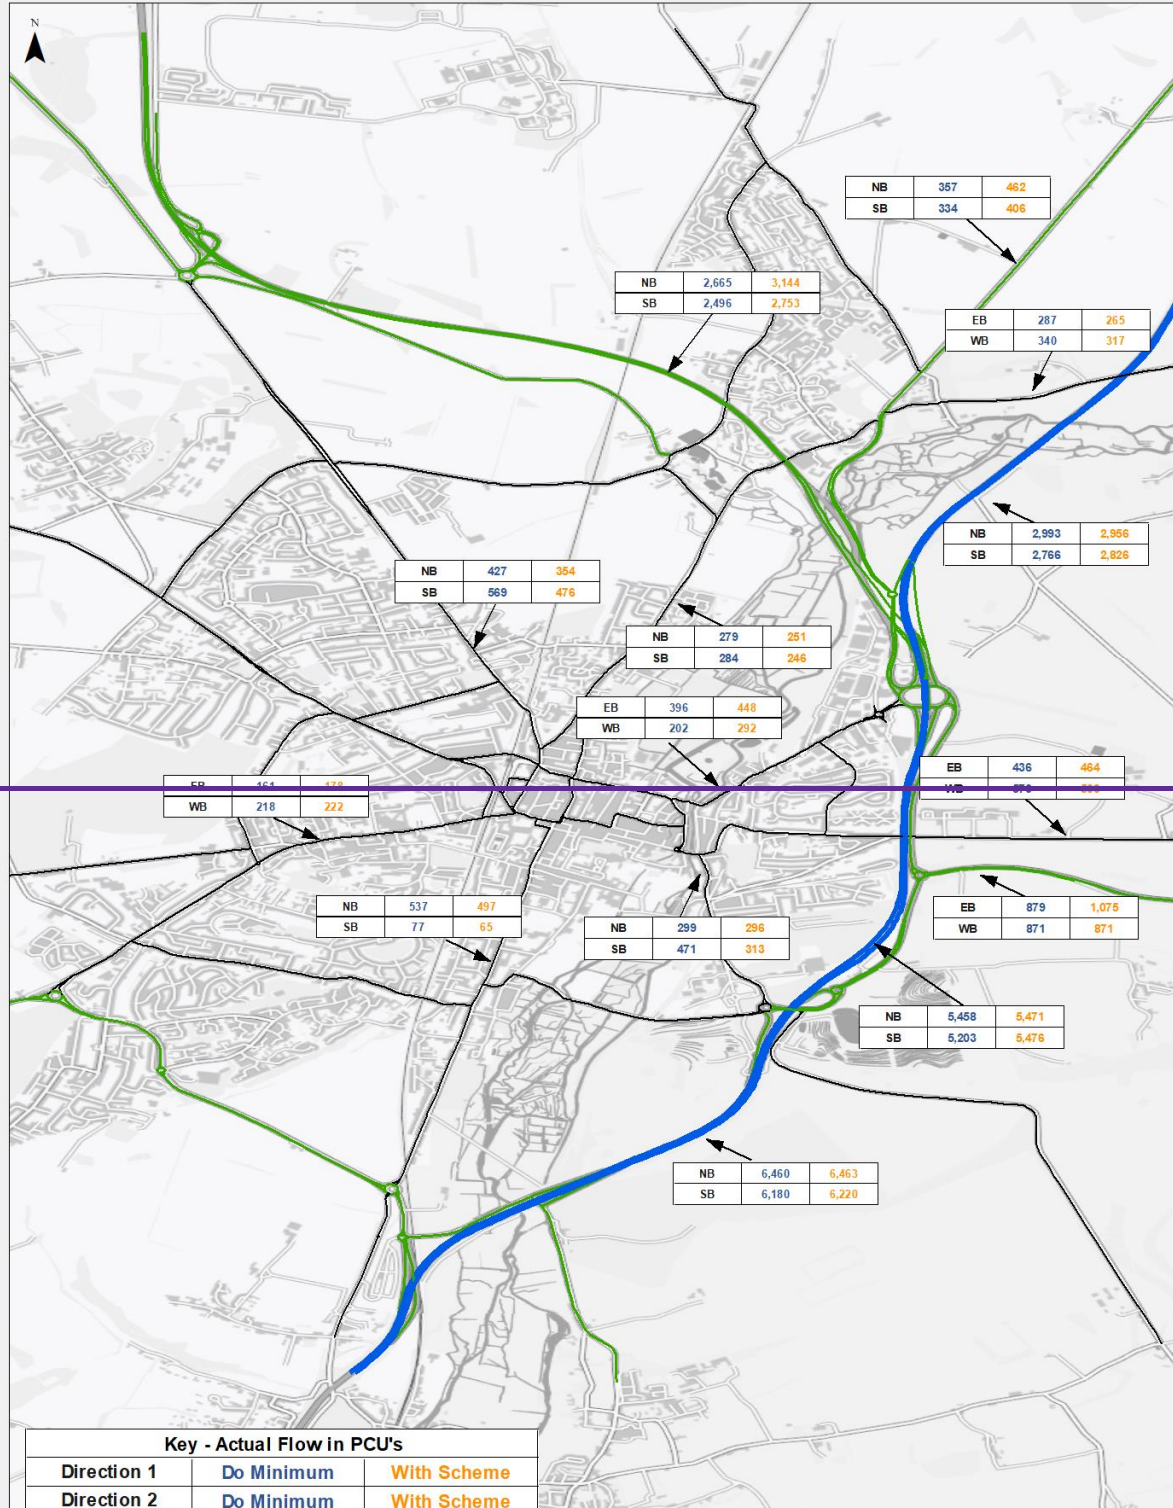 N
NB 357 462
SB 334 406
NB 2,665 3,144
SB 2,496 2,753
EB 287 265
WB 340 317
NB 2,993 2,956
SB 2,766 2,826
NB 427 354
SB 569 476
NB 279 251
SB 284 246
EB 396 448
WB 202 292
EB 436 464
WB
EB 161 178
WB 218 222
NB 537 497
SB 77 65
NB 299 296
SB 471 313
EB 879 1,075
WB 871 871
NB 5,458 5,471
SB 5,203 5,476
NB 6,460 6,463
SB 6,180 6,220
Key - Actual Flow in PCU's
Direction 1 Do Minimum With Scheme
Direction 2 Do Minimum With Scheme